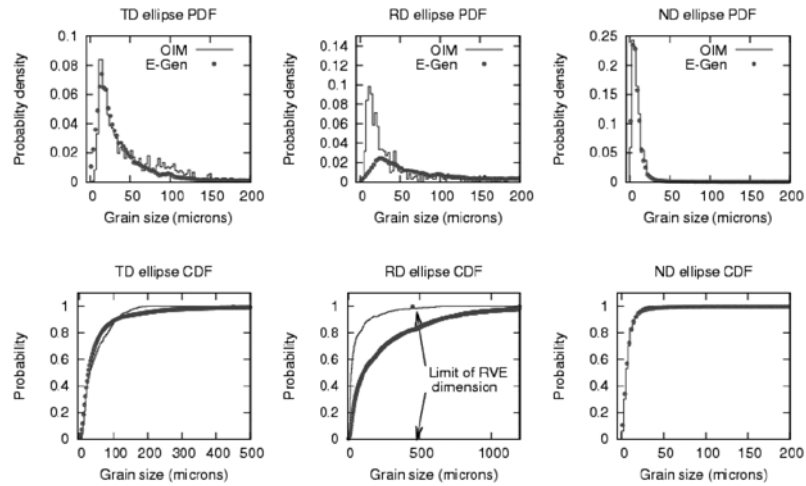 TD ellipse PDF
RD ellipse PDF
ND ellipse PDF
Probablity density
0.1
0.08
0.06
0.04
0.02
0
OIM
E-Gen
0 50 100 150 200
Grain size (microns)
Probablity density
0.14
0.12
0.1
0.08
0.06
0.04
0.02
0
OIM
E-Gen
0 50 100 150 200
Grain size (microns)
Probablity density
0.25
0.2
0.15
0.1
0.05
0.00
OIM
E-Gen
0 50 100 150 200
Grain size (microns)
TD ellipse CDF
RD ellipse CDF
ND ellipse CDF
Probability
1
0.8
0.6
0.4
0.2
0
0 100 200 300 400 500
Grain size (microns)
Probability
1
0.8
0.6
0.4
0.2
0
Limit of RVE
dimension
0 500 1000
Grain size (microns)
Probability
1
0.8
0.6
0.4
0.2
0
0 50 100 150 200
Grain size (microns)